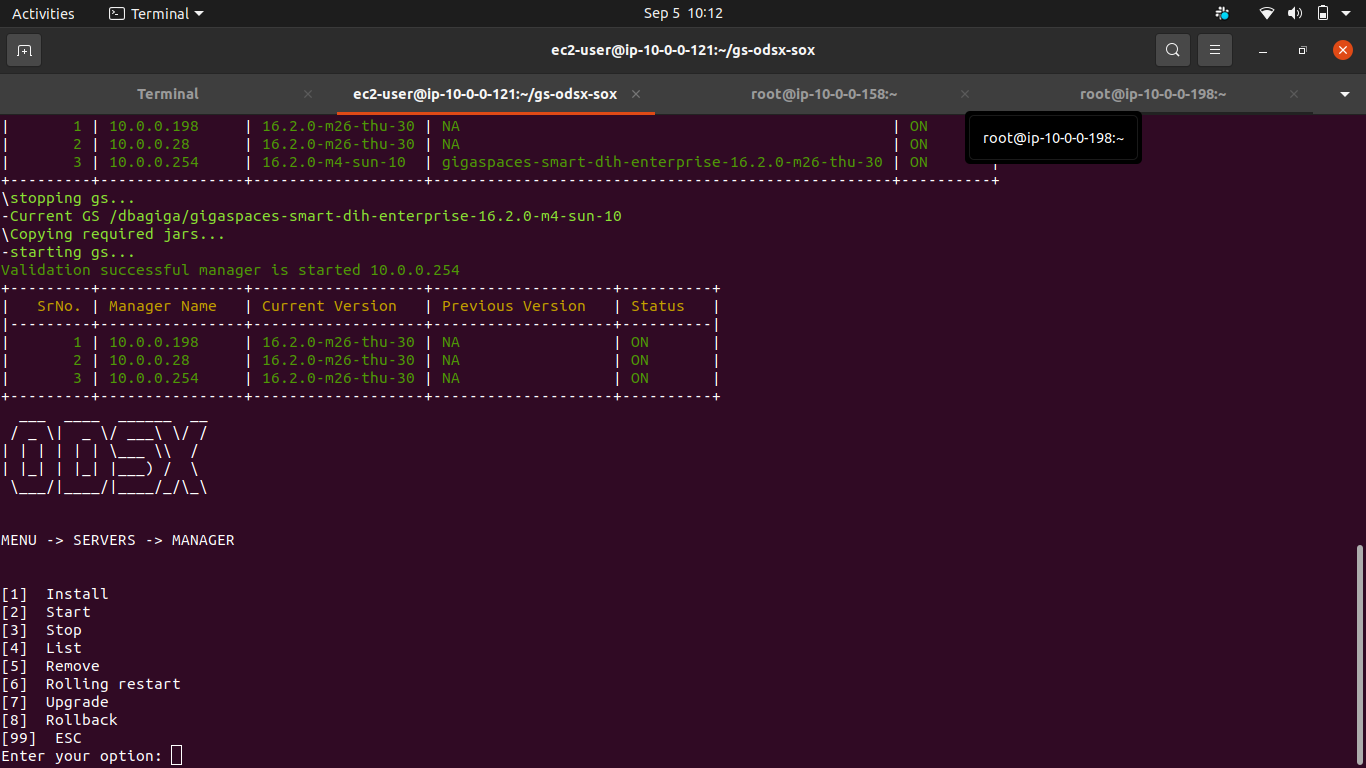 Activities Terminal Sep 5 10:12
ec2-user@ip-10-0-0-121:~/gs-odsx-sox
Terminal × ec2-user@ip-10-0-0-121:~/gs-odsx-sox × root@ip-10-0-0-158:~ × root@ip-10-0-0-198:~ ×
root@ip-10-0-0-198:~
| 1 | 10.0.0.198 | 16.2.0-m26-thu-30 | NA | ON
| 2 | 10.0.0.28 | 16.2.0-m26-thu-30 | NA | ON
| 3 | 10.0.0.254 | 16.2.0-m4-sun-10 | gigaspaces-smart-dih-enterprise-16.2.0-m26-thu-30 | ON |
+---------+----------------+-------------------+---------------------------------------------------+----------+
\stopping gs...
-Current GS /dbagiga/gigaspaces-smart-dih-enterprise-16.2.0-m4-sun-10
\Copying required jars...
-starting gs...
Validation successful manager is started 10.0.0.254
+---------+----------------+-------------------+--------------------+----------+
| SrNo. | Manager Name | Current Version | Previous Version | Status |
|---------+----------------+-------------------+--------------------+----------|
| 1 | 10.0.0.198 | 16.2.0-m26-thu-30 | NA | ON |
| 2 | 10.0.0.28 | 16.2.0-m26-thu-30 | NA | ON |
| 3 | 10.0.0.254 | 16.2.0-m26-thu-30 | NA | ON |
+---------+----------------+-------------------+--------------------+----------+
ODSX
MENU -> SERVERS -> MANAGER
[1] Install
[2] Start
[3] Stop
[4] List
[5] Remove
[6] Rolling restart
[7] Upgrade
[8] Rollback
[99] ESC
Enter your option: